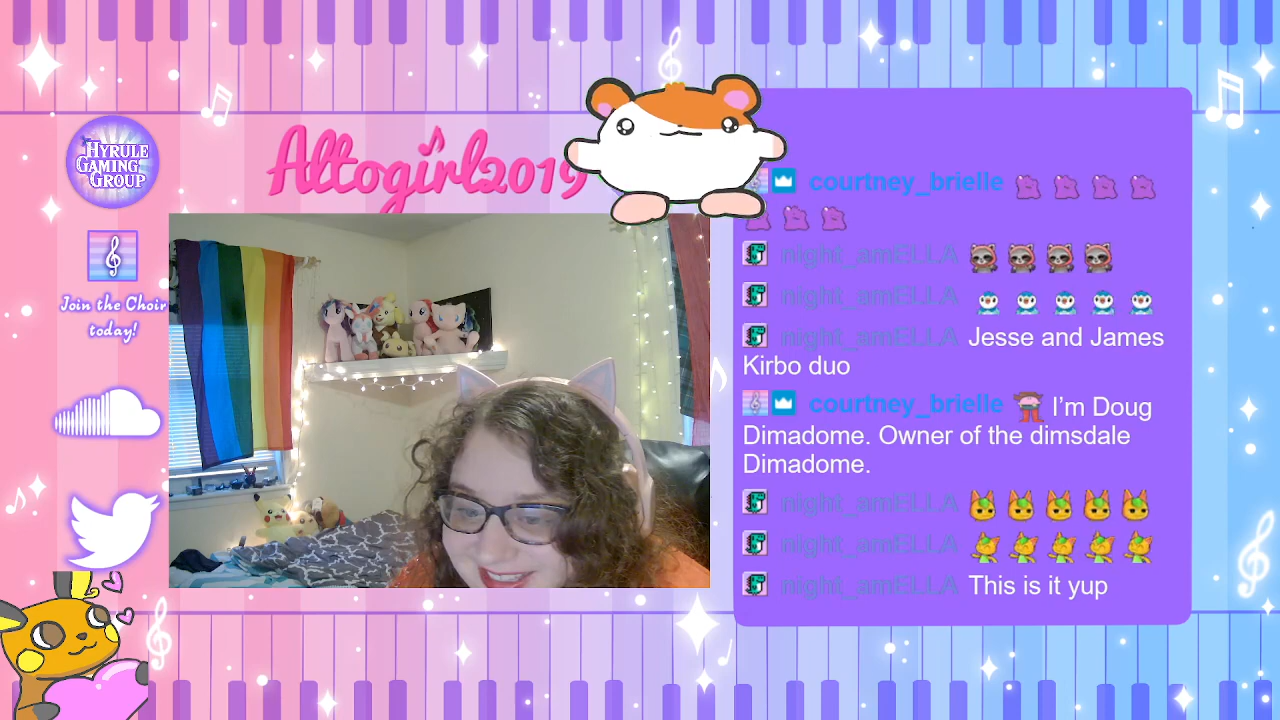 HYRULE
GAMING
GROUP
Join the Choir
today!
Altogirl2019
courtney_brielle
night_amELLA
night_amELLA
night_amELLA Jesse and James
Kirbo duo
courtney_brielle I'm Doug
Dimadome. Owner of the dimsdale
Dimadome.
night_amELLA
night_amELLA
night_amELLA This is it yup